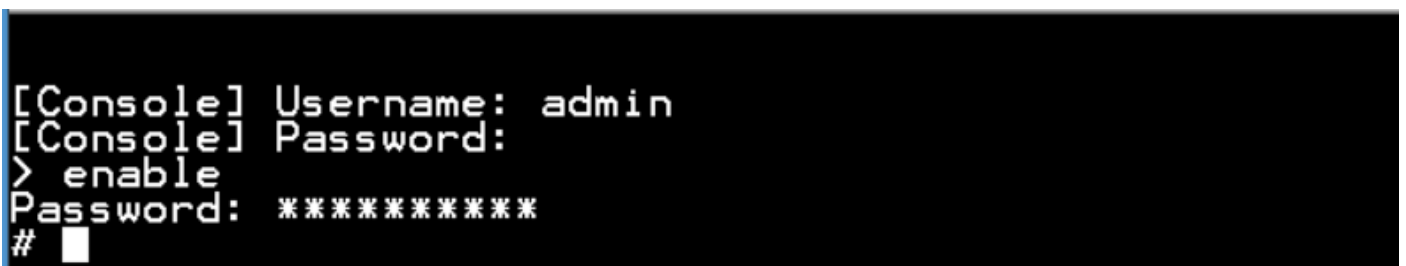 [Console] Username: admin
[Console] Password:
> enable
Password: **********
#